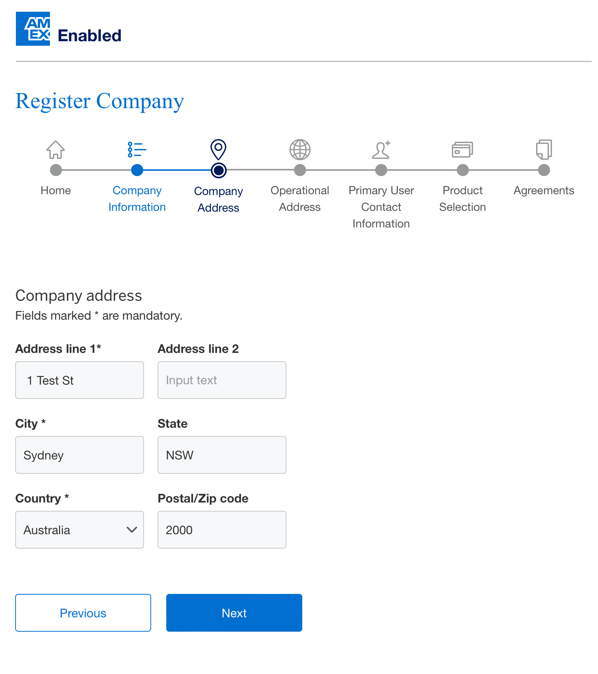 AM
EX
Enabled
Register Company
Home
Company
Information
Company
Address
Operational
Address
Primary User
Contact
Information
Product
Selection
Agreements
Company address
Fields marked * are mandatory.
Address line 1* Address line 2
1 Test St Input text
City * State
Sydney NSW
Country * Postal/Zip code
Australia 2000
Previous Next